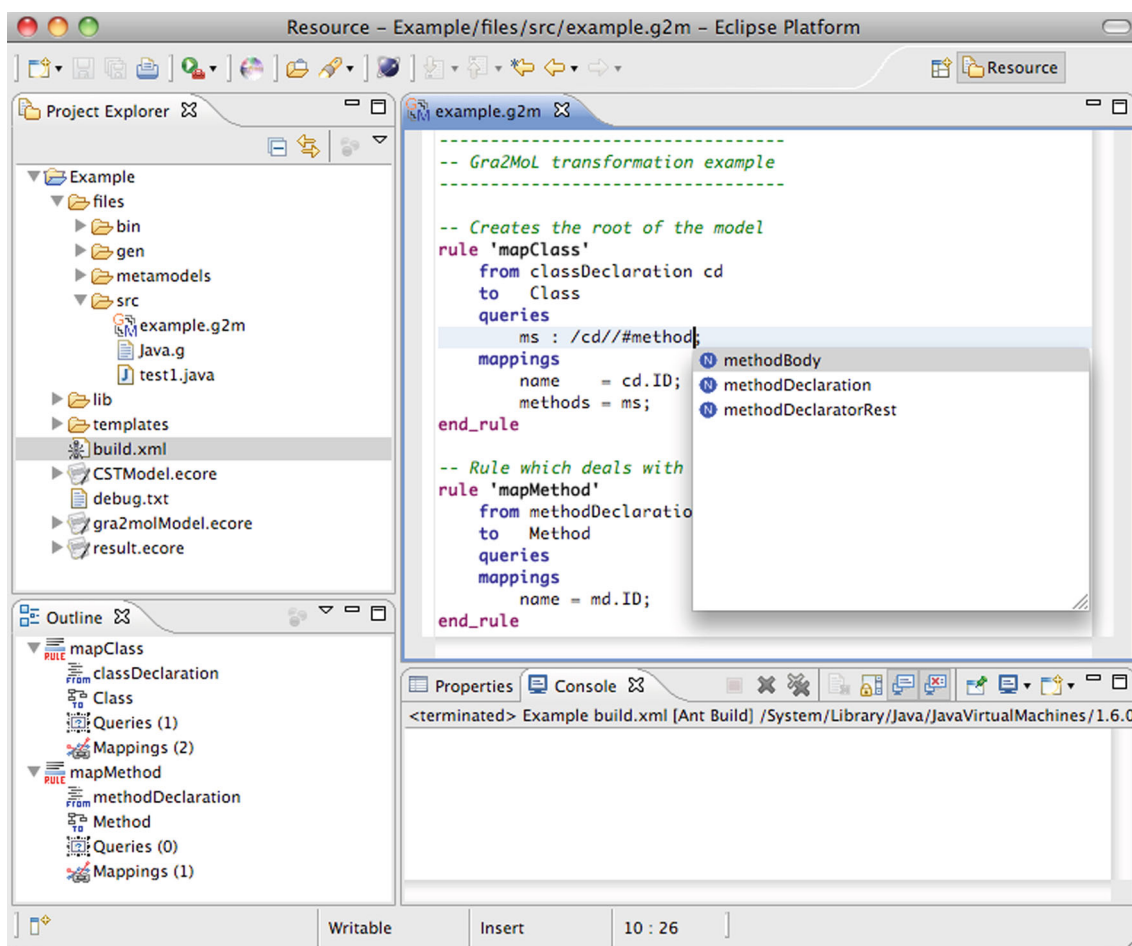 Resource – Example/files/src/example.g2m – Eclipse Platform
Resource
Project Explorer
Example
files
bin
gen
metamodels
src
example.g2m
Java.g
test1.java
lib
templates
build.xml
CSTModel.ecore
debug.txt
gra2molModel.ecore
result.ecore
Outline
mapClass
classDeclaration
Class
Queries (1)
Mappings (2)
mapMethod
methodDeclaration
Method
Queries (0)
Mappings (1)
example.g2m
----------------------------------
-- Gra2MoL transformation example
----------------------------------
-- Creates the root of the model
rule 'mapClass'
from classDeclaration cd
to Class
queries
ms : /cd//#method;
mappings
name = cd.ID;
methods = ms;
end_rule
-- Rule which deals with
rule 'mapMethod'
from methodDeclaratio
to Method
queries
mappings
name = md.ID;
end_rule
methodBody
methodDeclaration
methodDeclaratorRest
Properties Console
<terminated> Example build.xml [Ant Build] /System/Library/Java/JavaVirtualMachines/1.6.0
Writable Insert 10 : 26